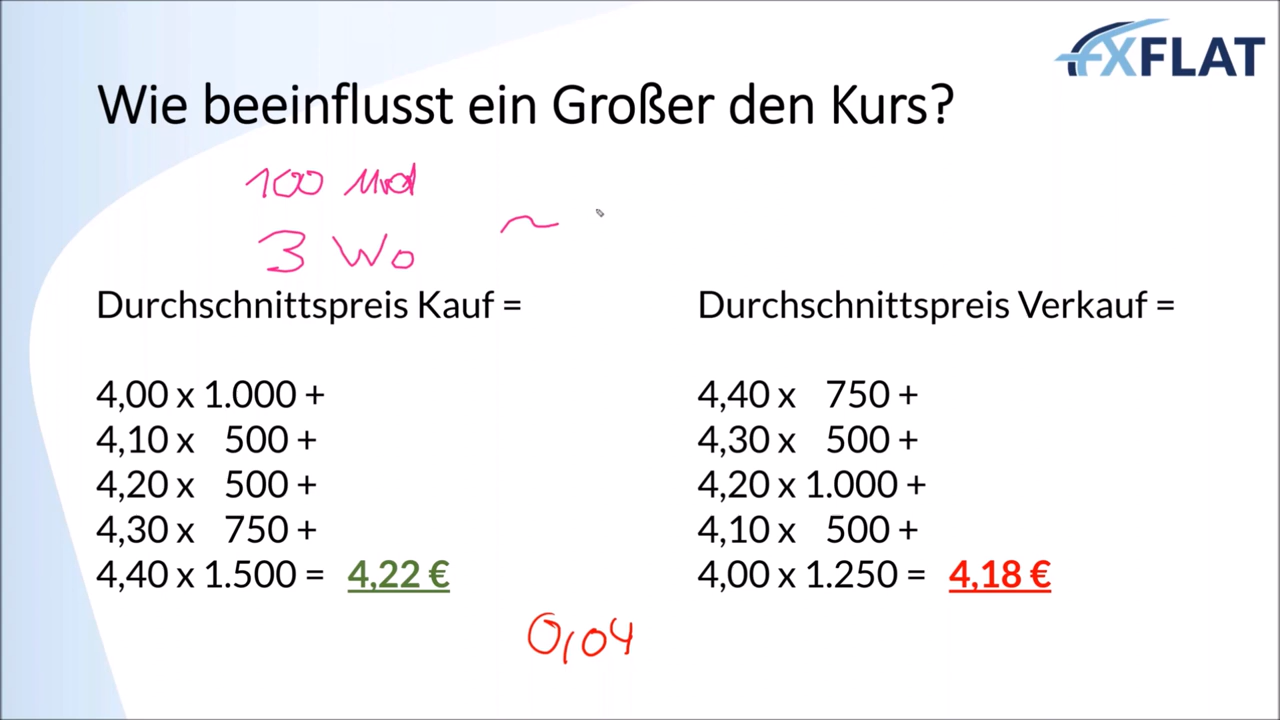 FXFLAT
Wie beeinflusst ein Großer den Kurs?
100 Mrd
3 Wo ~
Durchschnittspreis Kauf =
4,00 x 1.000 +
4,10 x 500 +
4,20 x 500 +
4,30 x 750 +
4,40 x 1.500 = 4,22 €
Durchschnittspreis Verkauf =
4,40 x 750 +
4,30 x 500 +
4,20 x 1.000 +
4,10 x 500 +
4,00 x 1.250 = 4,18 €
0,04